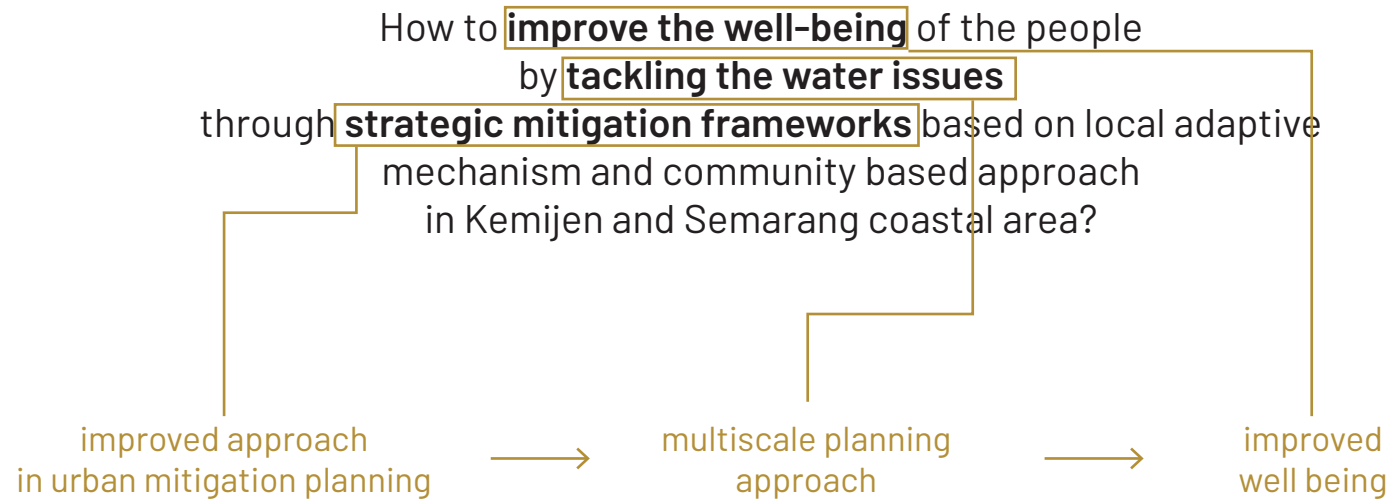 How to improve the well-being of the people
by tackling the water issues
through strategic mitigation frameworks based on local adaptive
mechanism and community based approach
in Kemijen and Semarang coastal area?
improved approach
in urban mitigation planning
multiscale planning
approach
improved
well being